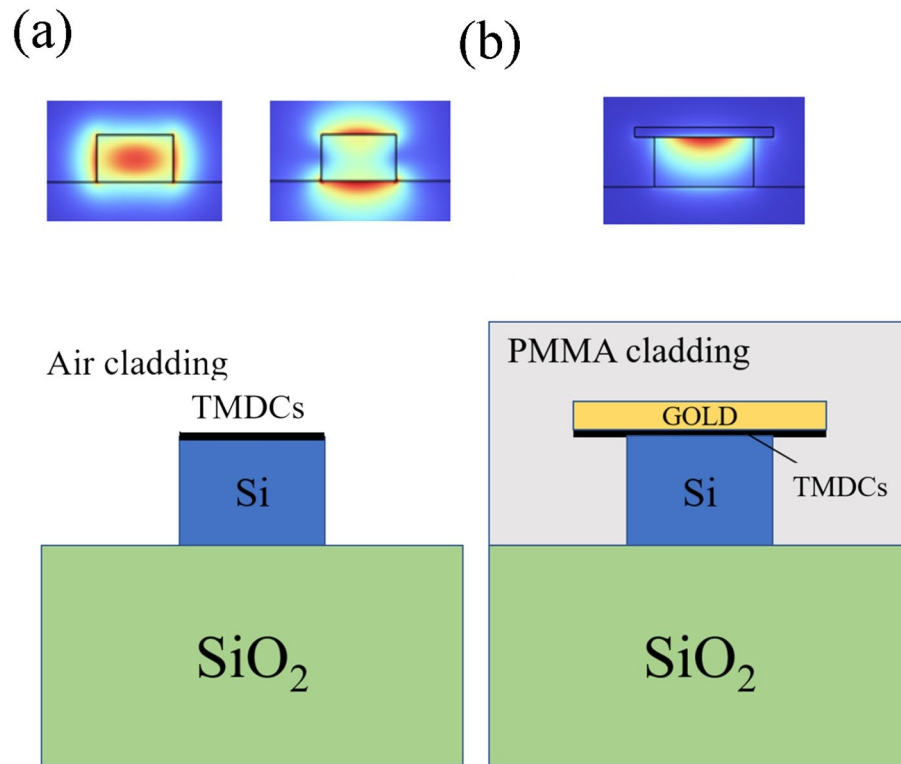 (a)
(b)
Air cladding
TMDCs
Si
SiO₂
PMMA cladding
GOLD
TMDCs
Si
SiO₂